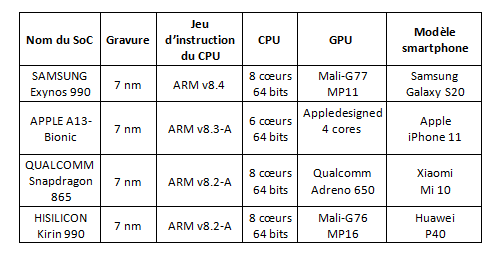 Nom du SoC
Gravure
Jeu
d'instruction
du CPU
CPU
GPU
Modèle
smartphone
SAMSUNG
Exynos 990
7 nm
ARM v8.4
8 cœurs
64 bits
Mali-G77
MP11
Samsung
Galaxy S20
APPLE A13-
Bionic
7 nm
ARM v8.3-A
6 cœurs
64 bits
Appledesigned
4 cores
Apple
iPhone 11
QUALCOMM
Snapdragon
865
7 nm
ARM v8.2-A
8 cœurs
64 bits
Qualcomm
Adreno 650
Xiaomi
Mi 10
HISILICON
Kirin 990
7 nm
ARM v8.2-A
8 cœurs
64 bits
Mali-G76
MP16
Huawei
P40